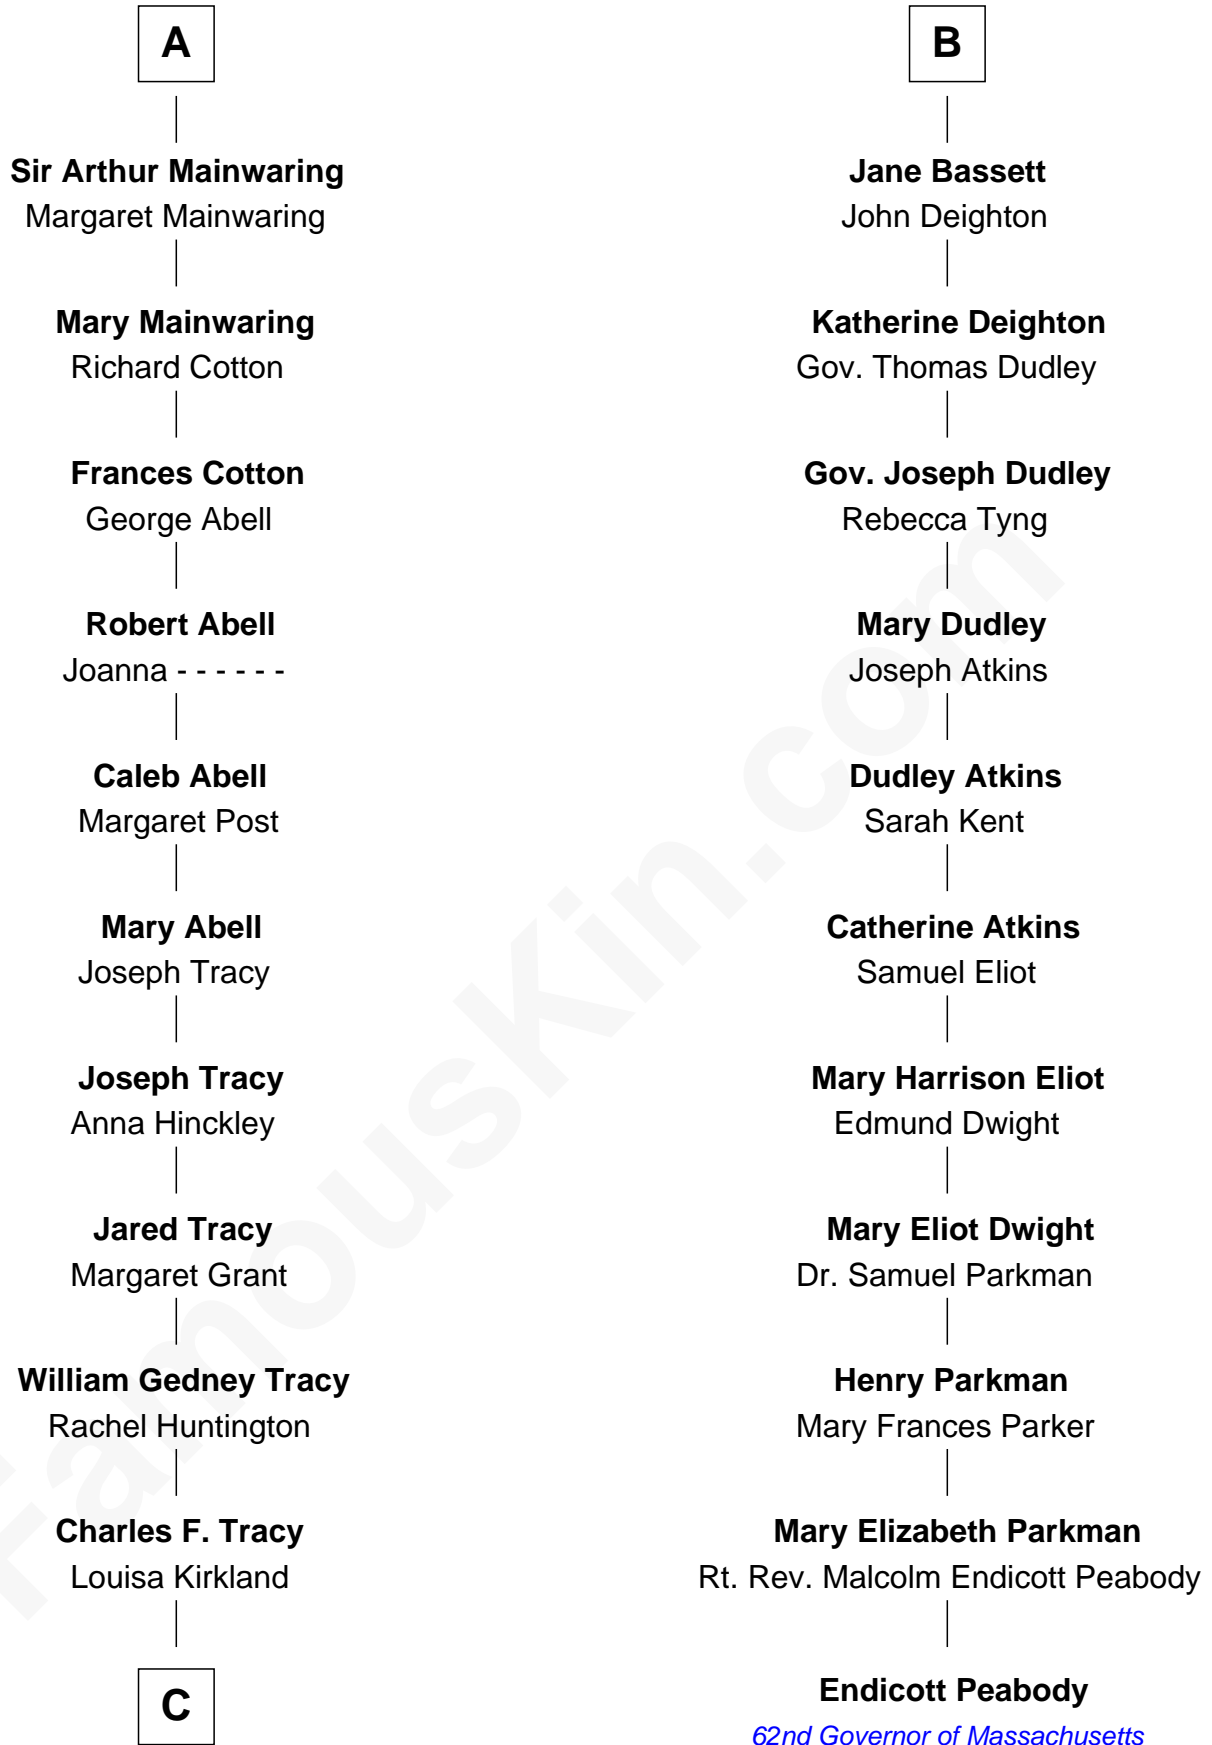 A
Sir Arthur Mainwaring
Margaret Mainwaring
Mary Mainwaring
Richard Cotton
Frances Cotton
George Abell
Robert Abell
Joanna - - - - - -
Caleb Abell
Margaret Post
Mary Abell
Joseph Tracy
Joseph Tracy
Anna Hinckley
Jared Tracy
Margaret Grant
William Gedney Tracy
Rachel Huntington
Charles F. Tracy
Louisa Kirkland
C
B
Jane Bassett
John Deighton
Katherine Deighton
Gov. Thomas Dudley
Gov. Joseph Dudley
Rebecca Tyng
Mary Dudley
Joseph Atkins
Dudley Atkins
Sarah Kent
Catherine Atkins
Samuel Eliot
Mary Harrison Eliot
Edmund Dwight
Mary Eliot Dwight
Dr. Samuel Parkman
Henry Parkman
Mary Frances Parker
Mary Elizabeth Parkman
Rt. Rev. Malcolm Endicott Peabody
Endicott Peabody
62nd Governor of Massachusetts
FamousKin.com